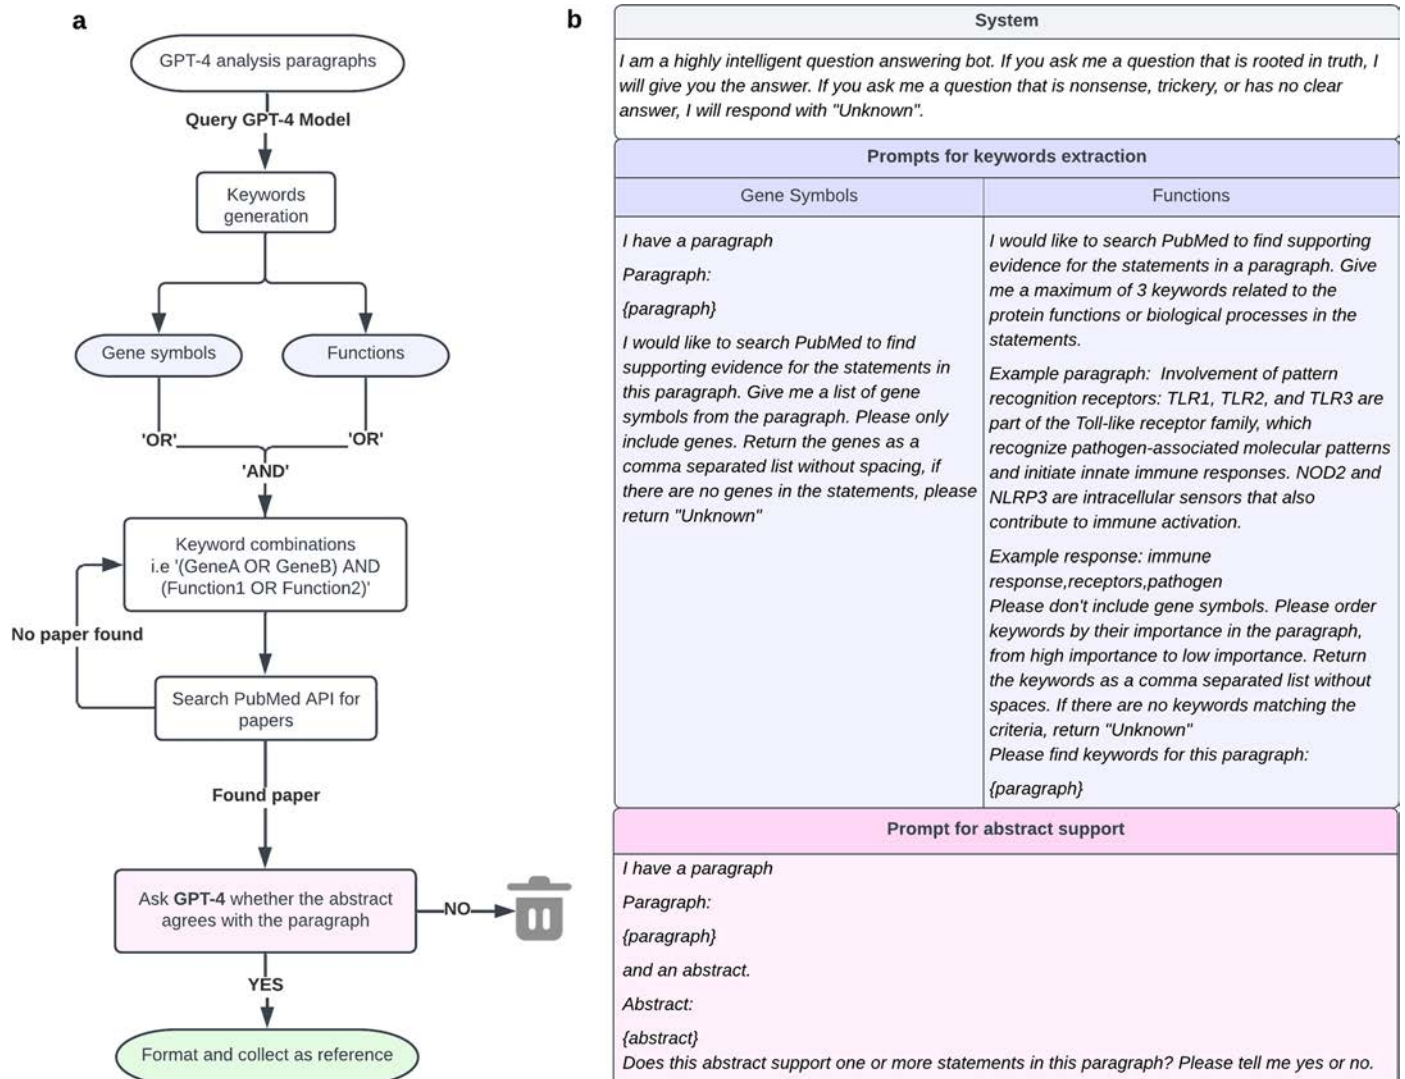 a
GPT-4 analysis paragraphs
Query GPT-4 Model
Keywords
generation
Gene symbols
Functions
'OR'
'OR'
'AND'
Keyword combinations
i.e '(GeneA OR GeneB) AND
(Function1 OR Function2)'
No paper found
Search PubMed API for
papers
Found paper
Ask GPT-4 whether the abstract
agrees with the paragraph
NO
YES
Format and collect as reference
b
System
I am a highly intelligent question answering bot. If you ask me a question that is rooted in truth, I
will give you the answer. If you ask me a question that is nonsense, trickery, or has no clear
answer, I will respond with "Unknown".
Prompts for keywords extraction
Gene Symbols
I have a paragraph
Paragraph:
{paragraph}
I would like to search PubMed to find
supporting evidence for the statements in
this paragraph. Give me a list of gene
symbols from the paragraph. Please only
include genes. Return the genes as a
comma separated list without spacing, if
there are no genes in the statements, please
return "Unknown"
Functions
I would like to search PubMed to find supporting
evidence for the statements in a paragraph. Give
me a maximum of 3 keywords related to the
protein functions or biological processes in the
statements.
Example paragraph: Involvement of pattern
recognition receptors: TLR1, TLR2, and TLR3 are
part of the Toll-like receptor family, which
recognize pathogen-associated molecular patterns
and initiate innate immune responses. NOD2 and
NLRP3 are intracellular sensors that also
contribute to immune activation.
Example response: immune
response,receptors,pathogen
Please don't include gene symbols. Please order
keywords by their importance in the paragraph,
from high importance to low importance. Return
the keywords as a comma separated list without
spaces. If there are no keywords matching the
criteria, return "Unknown"
Please find keywords for this paragraph:
{paragraph}
Prompt for abstract support
I have a paragraph
Paragraph:
{paragraph}
and an abstract.
Abstract:
{abstract}
Does this abstract support one or more statements in this paragraph? Please tell me yes or no.